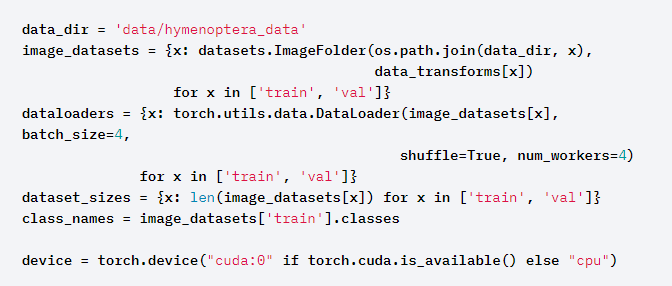 data_dir = 'data/hymenoptera_data'
image_datasets = {x: datasets.ImageFolder(os.path.join(data_dir, x),
data_transforms[x])
for x in ['train', 'val']}
dataloaders = {x: torch.utils.data.DataLoader(image_datasets[x],
batch_size=4,
shuffle=True, num_workers=4)
for x in ['train', 'val']}
dataset_sizes = {x: len(image_datasets[x]) for x in ['train', 'val']}
class_names = image_datasets['train'].classes
device = torch.device("cuda:0" if torch.cuda.is_available() else "cpu")